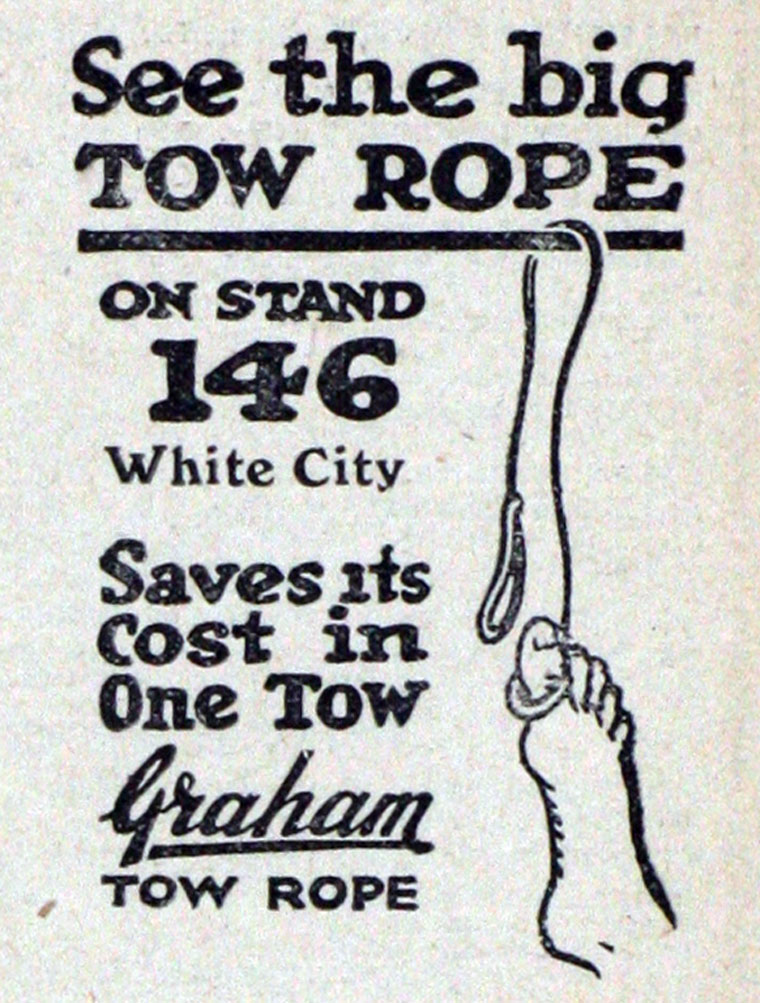 See the big
TOW ROPE
ON STAND
146
White City
Saves its
Cost in
One Tow
Graham
TOW ROPE